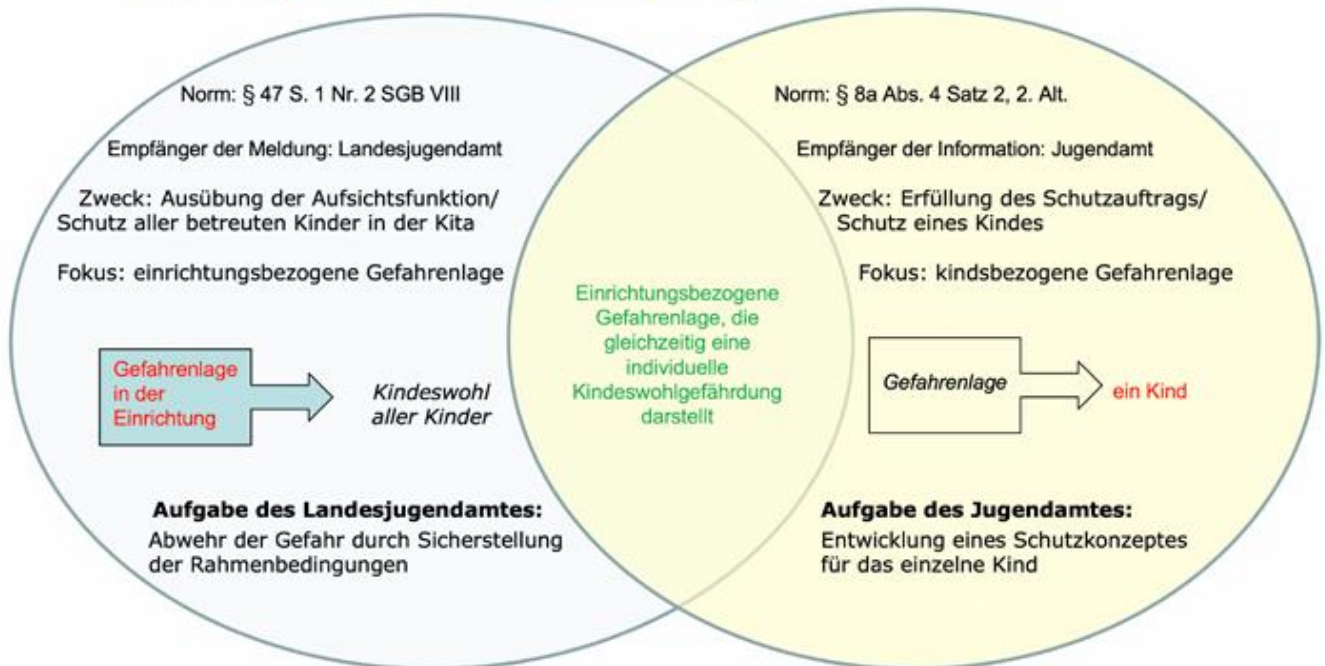 Norm: § 47 S. 1 Nr. 2 SGB VIII
Empfänger der Meldung: Landesjugendamt
Zweck: Ausübung der Aufsichtsfunktion/
Schutz aller betreuten Kinder in der Kita
Fokus: einrichtungsbezogene Gefahrenlage
Gefahrenlage
in der
Einrichtung
Kindeswohl
aller Kinder
Aufgabe des Landesjugendamtes:
Abwehr der Gefahr durch Sicherstellung
der Rahmenbedingungen
Einrichtungsbezogene
Gefahrenlage, die
gleichzeitig eine
individuelle
Kindeswohlgefährdung
darstellt
Norm: § 8a Abs. 4 Satz 2, 2. Alt.
Empfänger der Information: Jugendamt
Zweck: Erfüllung des Schutzauftrags/
Schutz eines Kindes
Fokus: kindsbezogene Gefahrenlage
Gefahrenlage
ein Kind
Aufgabe des Jugendamtes:
Entwicklung eines Schutzkonzeptes
für das einzelne Kind